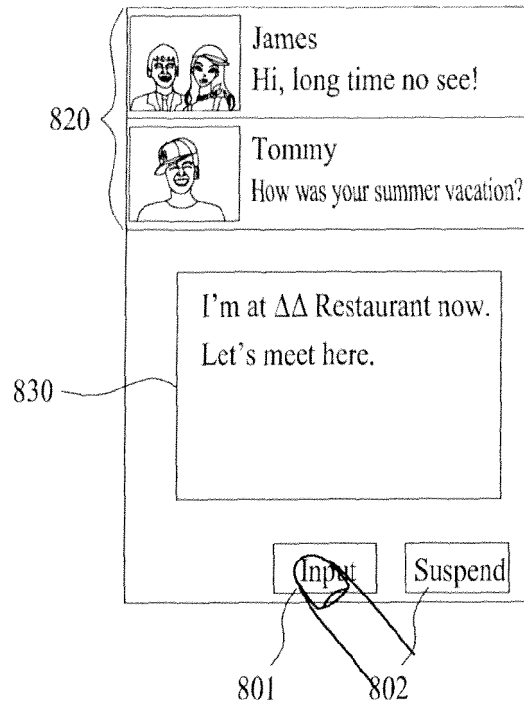 James
Hi, long time no see!
820
Tommy
How was your summer vacation?
I'm at ΔΔ Restaurant now.
Let's meet here.
830
Input
Suspend
801
802